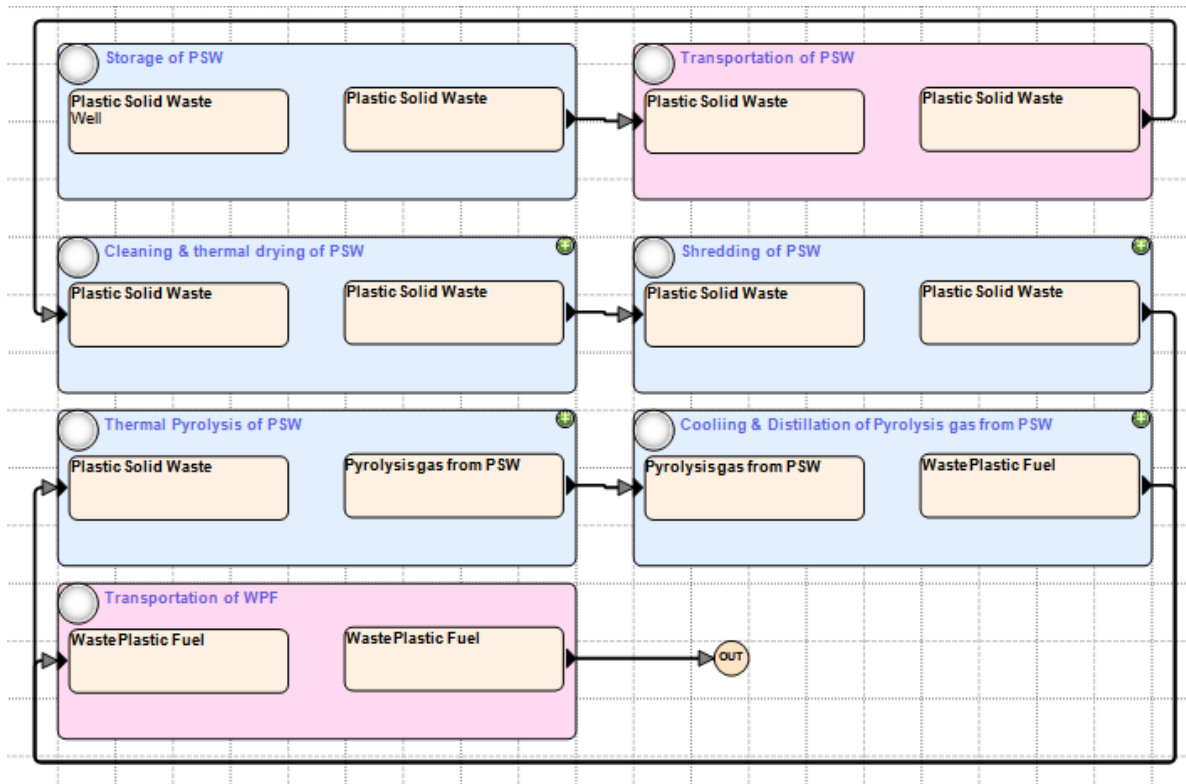 Storage of PSW
Plastic Solid Waste
Well
Plastic Solid Waste
Transportation of PSW
Plastic Solid Waste
Plastic Solid Waste
Cleaning & thermal drying of PSW
Plastic Solid Waste
Plastic Solid Waste
Shredding of PSW
Plastic Solid Waste
Plastic Solid Waste
Thermal Pyrolysis of PSW
Plastic Solid Waste
Pyrolysis gas from PSW
Cooliing & Distillation of Pyrolysis gas from PSW
Pyrolysis gas from PSW
Waste Plastic Fuel
Transportation of WPF
Waste Plastic Fuel
Waste Plastic Fuel
OUT